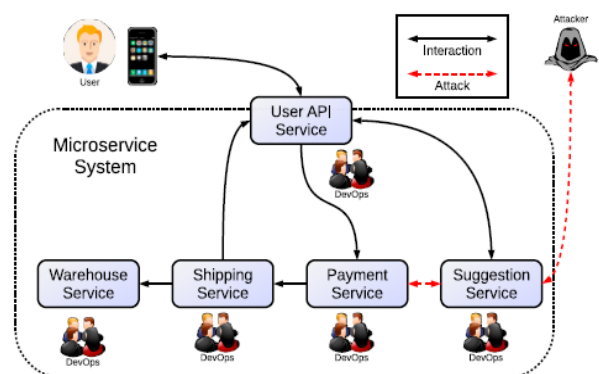 Attacker
Interaction
Attack
User
User API
Service
Microservice
System
DevOps
Warehouse
Service
Shipping
Service
Payment
Service
Suggestion
Service
DevOps
DevOps
DevOps
DevOps